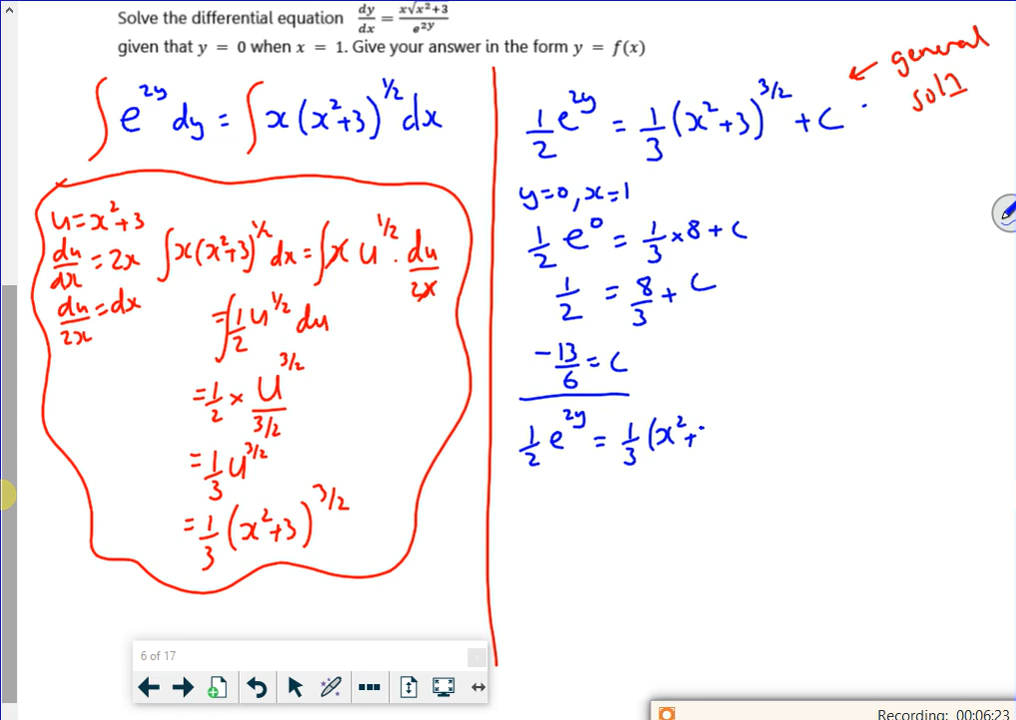 Solve the differential equation dy/dx = x√x²+3/e^2y
given that y = 0 when x = 1. Give your answer in the form y = f(x)
∫ e^2y dy = ∫ x(x²+3)^1/2 dx
u=x²+3
du/dx = 2x
du/2x = dx
∫x(x²+3)^1/2 dx = ∫x u^1/2 . du/2x
= ∫ 1/2 u^1/2 du
= 1/2 × u^3/2 / 3/2
= 1/3 u^3/2
= 1/3 (x²+3)^3/2
1/2 e^2y = 1/3 (x²+3)^3/2 + C .
← general
sol1
y=0, x=1
1/2 e^0 = 1/3 × 8 + C
1/2 = 8/3 + C
-13/6 = C
1/2 e^2y = 1/3 (x²+
6 of 17
Recording: 00:06:23